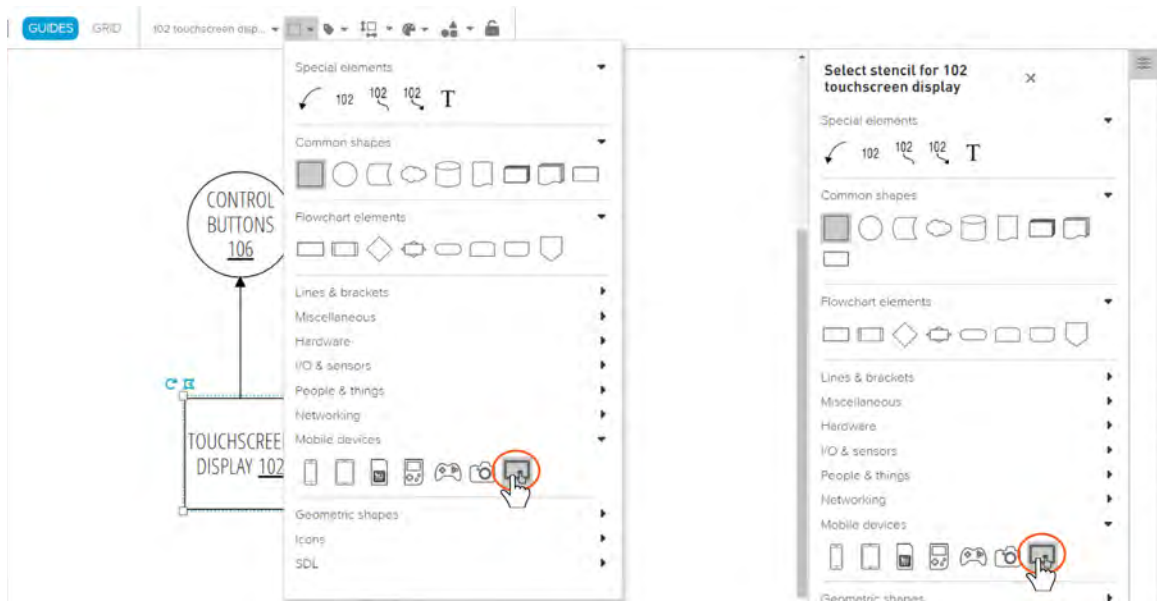 GUIDES GRID 102 touchscreen disp...
Special elements
102 102 102 T
Common shapes
Flowchart elements
Lines & brackets
Miscellaneous
Hardware
I/O & sensors
People & things
Networking
Mobile devices
Geometric shapes
Icons
SDL
CONTROL
BUTTONS
106
TOUCHSCREE
DISPLAY 102
Select stencil for 102
touchscreen display
Special elements
102 102 102 T
Common shapes
Flowchart elements
Lines & brackets
Miscellaneous
Hardware
I/O & sensors
People & things
Networking
Mobile devices
Geometric shapes